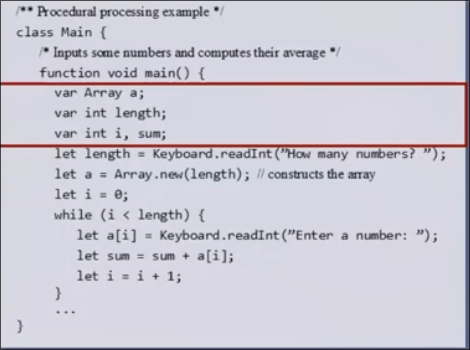 /** Procedural processing example */
class Main {
/* Inputs some numbers and computes their average */
function void main() {
var Array a;
var int length;
var int i, sum;
let length = Keyboard.readInt(”How many numbers? ”);
let a = Array.new(length); // constructs the array
let i = 0;
while (i < length) {
let a[i] = Keyboard.readInt(”Enter a number: ”);
let sum = sum + a[i];
let i = i + 1;
}
...
}